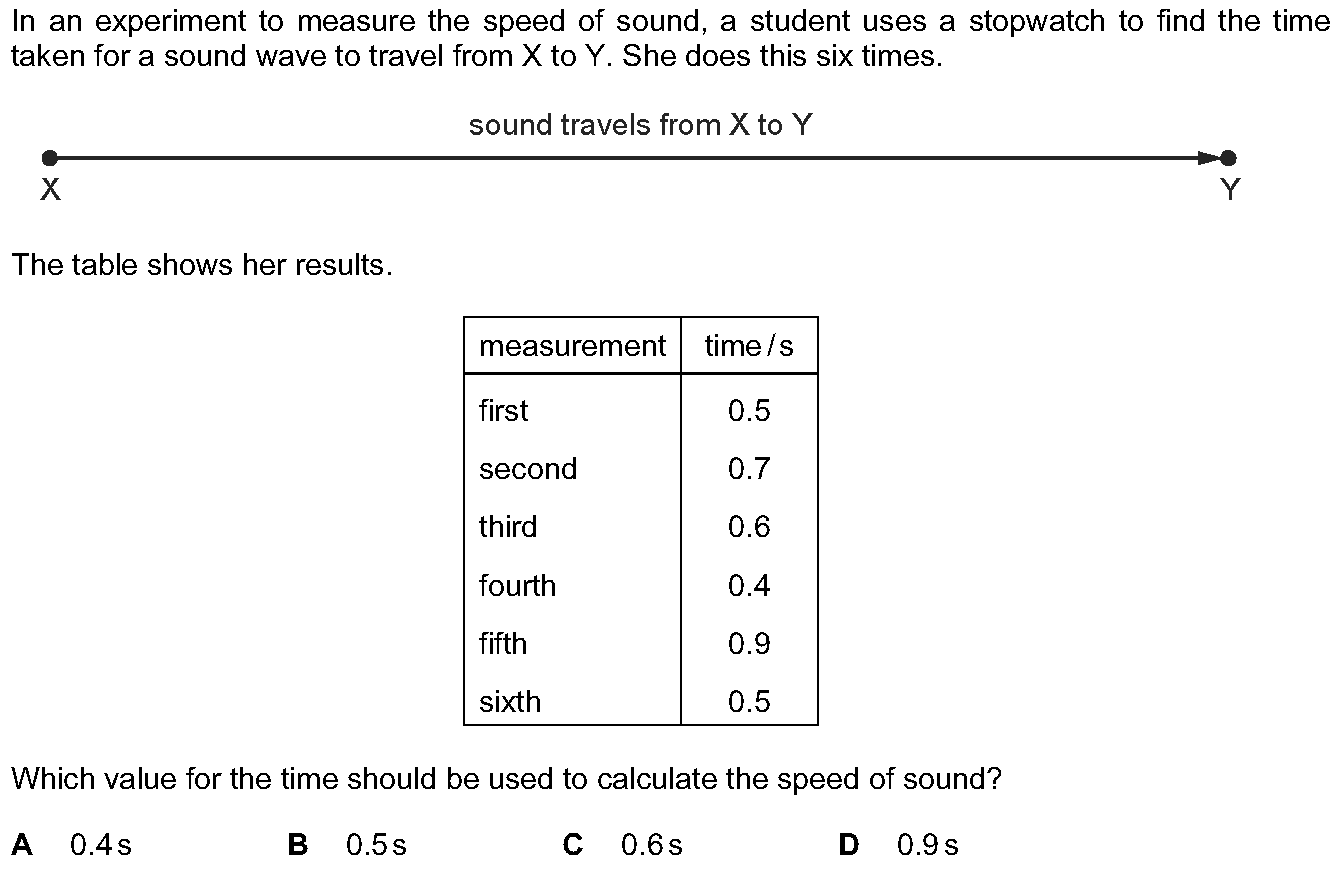 In an experiment to measure the speed of sound, a student uses a stopwatch to find the time
taken for a sound wave to travel from X to Y. She does this six times.
sound travels from X to Y
X Y
The table shows her results.
measurement time / s
first 0.5
second 0.7
third 0.6
fourth 0.4
fifth 0.9
sixth 0.5
Which value for the time should be used to calculate the speed of sound?
A 0.4 s B 0.5 s C 0.6 s D 0.9 s